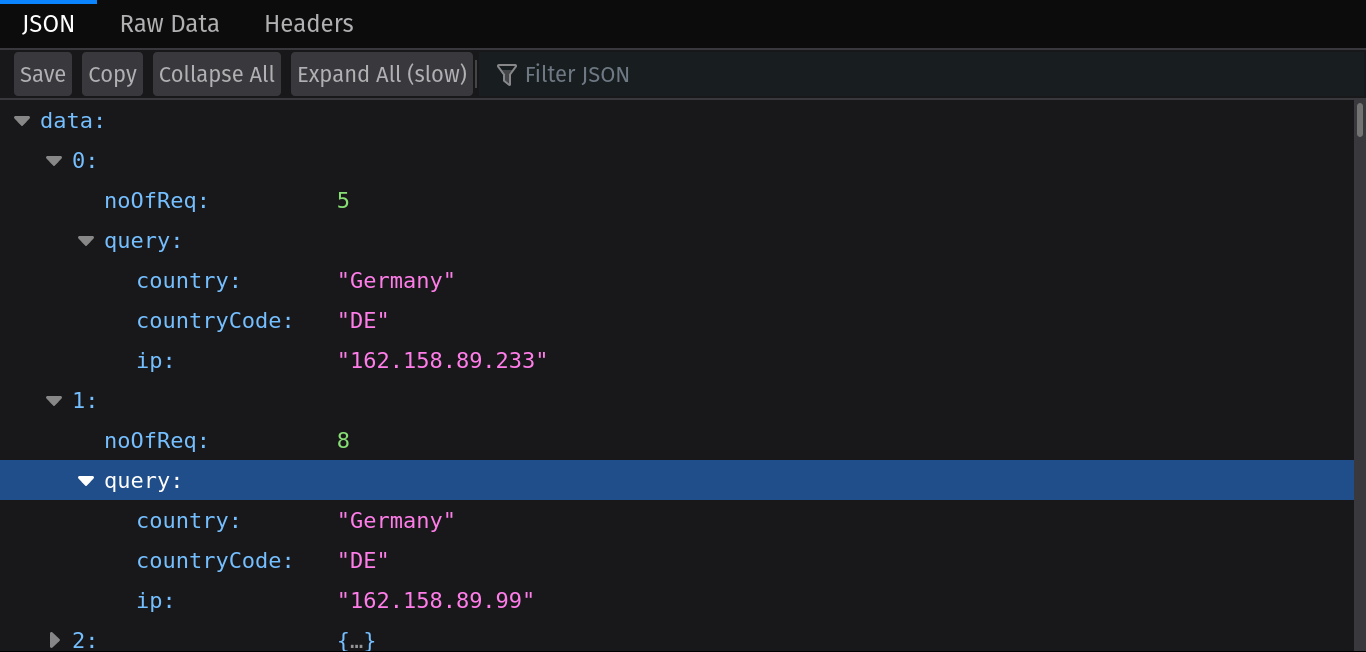 JSON Raw Data Headers
Save Copy Collapse All Expand All (slow) Filter JSON
data:
0:
noOfReq: 5
query:
country: "Germany"
countryCode: "DE"
ip: "162.158.89.233"
1:
noOfReq: 8
query:
country: "Germany"
countryCode: "DE"
ip: "162.158.89.99"
2: {…}